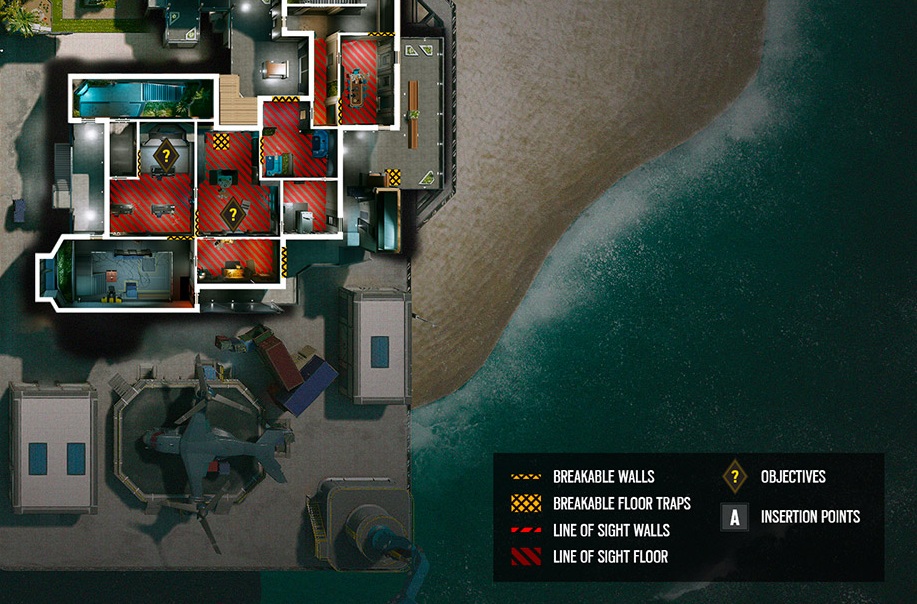 ?
?
BREAKABLE WALLS
BREAKABLE FLOOR TRAPS
LINE OF SIGHT WALLS
LINE OF SIGHT FLOOR
? OBJECTIVES
A INSERTION POINTS